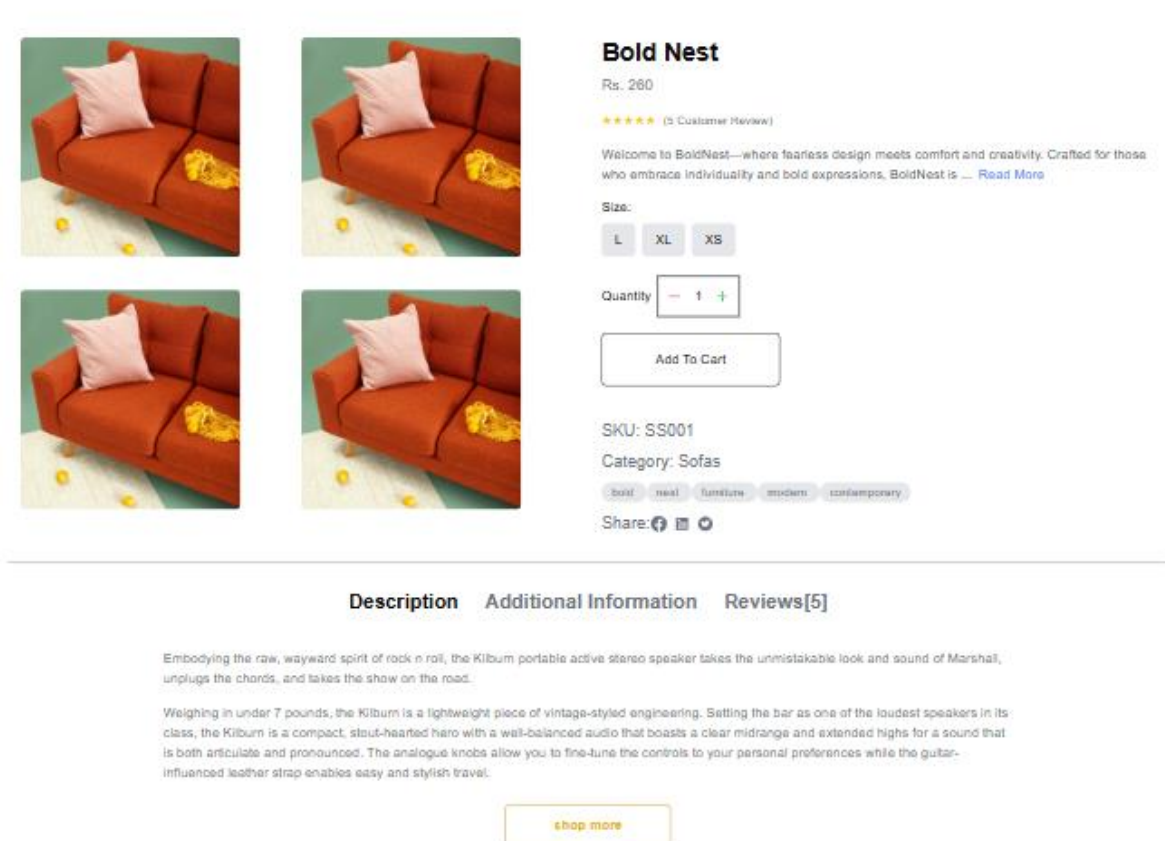 Bold Nest
Rs. 260
★★★★★ (5 Customer Review)
Welcome to BoldNest—where fearless design meets comfort and creativity. Crafted for those
who embrace individuality and bold expressions, BoldNest is ... Read More
Size:
L XL XS
Quantity − 1 +
Add To Cart
SKU: SS001
Category: Sofas
bold nest furniture modern contemporary
Share:
Description Additional Information Reviews[5]
Embodying the raw, wayward spirit of rock n roll, the Kilburn portable active stereo speaker takes the unmistakable look and sound of Marshall,
unplugs the chords, and takes the show on the road.
Weighing in under 7 pounds, the Kilburn is a lightweight piece of vintage-styled engineering. Setting the bar as one of the loudest speakers in its
class, the Kilburn is a compact, stout-hearted hero with a well-balanced audio that boasts a clear midrange and extended highs for a sound that
is both articulate and pronounced. The analogue knobs allow you to fine-tune the controls to your personal preferences while the guitar-
influenced leather strap enables easy and stylish travel.
shop more